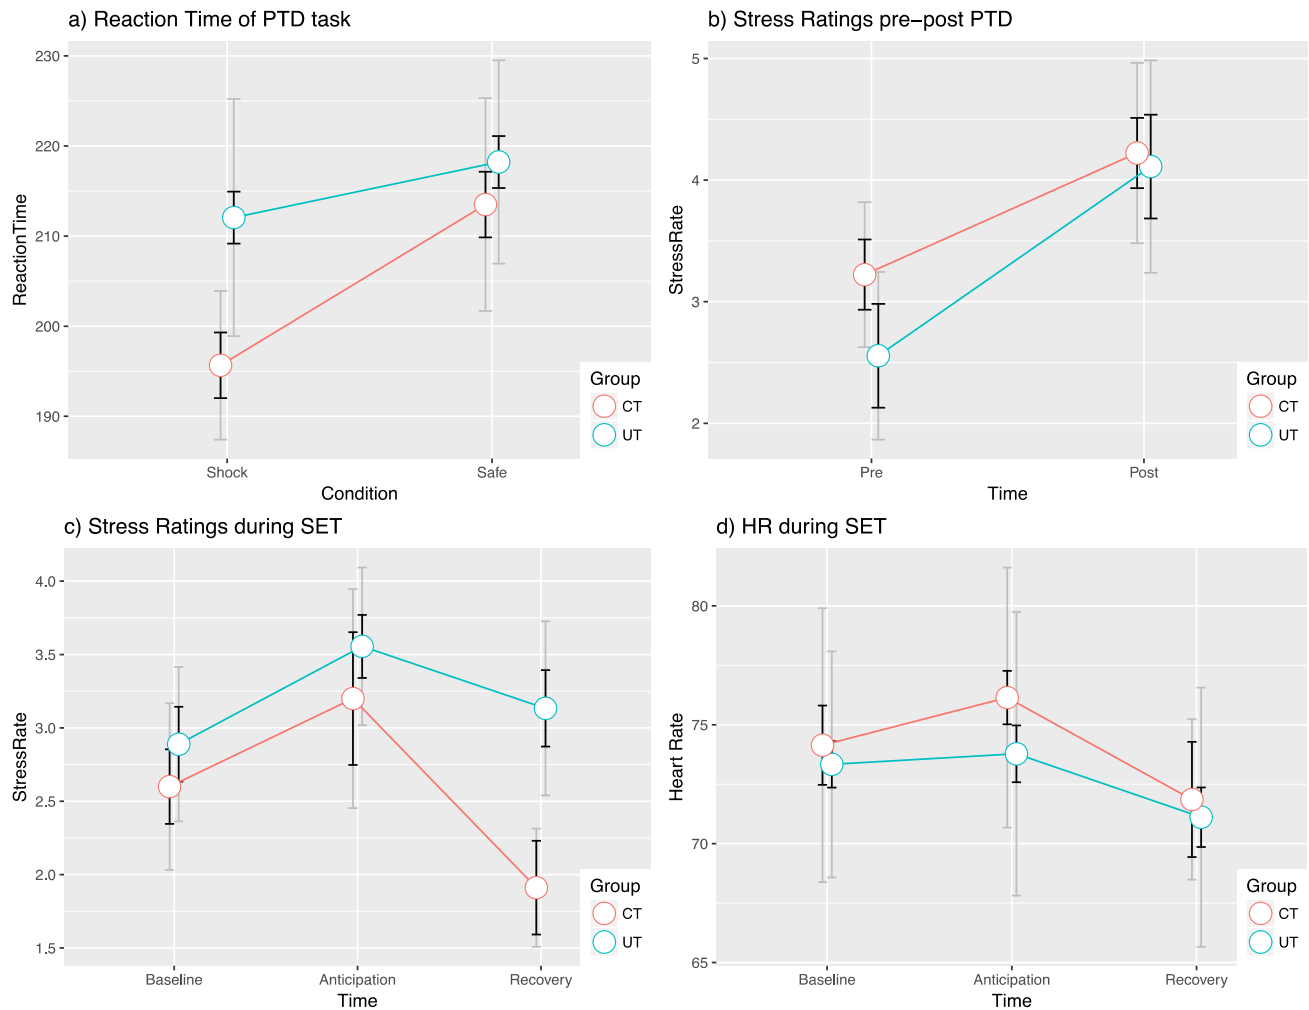 a) Reaction Time of PTD task
230
220
210
200
190
ReactionTime
Shock
Safe
Condition
Group
CT
UT
b) Stress Ratings pre−post PTD
5
4
3
2
StressRate
Pre
Post
Time
Group
CT
UT
c) Stress Ratings during SET
4.0
3.5
3.0
2.5
2.0
1.5
StressRate
Baseline
Anticipation
Recovery
Time
Group
CT
UT
d) HR during SET
80
75
70
65
Heart Rate
Baseline
Anticipation
Recovery
Time
Group
CT
UT